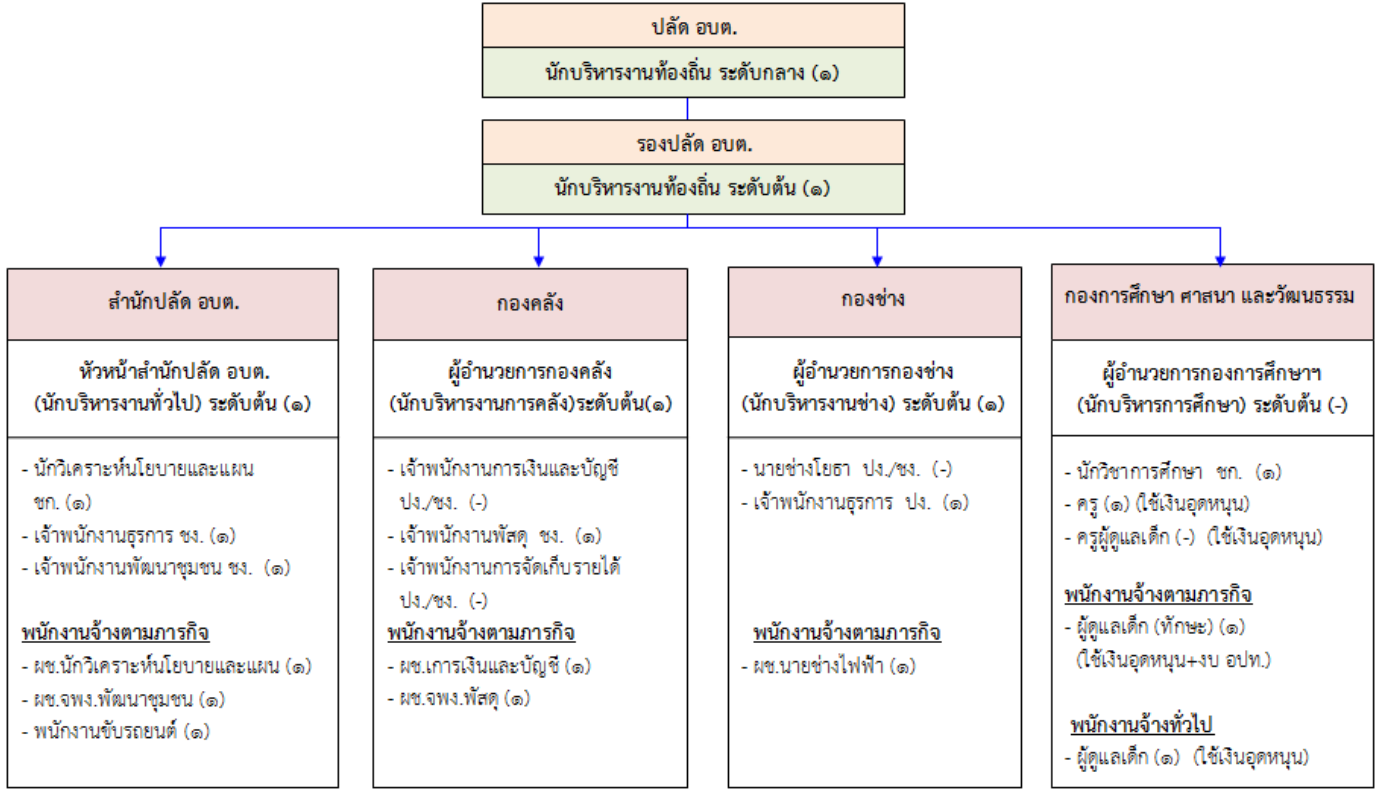 ปลัด อบต.
นักบริหารงานท้องถิ่น ระดับกลาง (๑)
รองปลัด อบต.
นักบริหารงานท้องถิ่น ระดับต้น (๑)
สำนักปลัด อบต.
หัวหน้าสำนักปลัด อบต.
(นักบริหารงานทั่วไป) ระดับต้น (๑)
- นักวิเคราะห์นโยบายและแผน
ชก. (๑)
- เจ้าพนักงานธุรการ ชง. (๑)
- เจ้าพนักงานพัฒนาชุมชน ชง. (๑)
พนักงานจ้างตามภารกิจ
- ผช.นักวิเคราะห์นโยบายและแผน (๑)
- ผช.จพง.พัฒนาชุมชน (๑)
- พนักงานขับรถยนต์ (๑)
กองคลัง
ผู้อำนวยการกองคลัง
(นักบริหารงานการคลัง)ระดับต้น(๑)
- เจ้าพนักงานการเงินและบัญชี
ปง./ชง. (-)
- เจ้าพนักงานพัสดุ ชง. (๑)
- เจ้าพนักงานการจัดเก็บรายได้
ปง./ชง. (-)
พนักงานจ้างตามภารกิจ
- ผช.เการเงินและบัญชี (๑)
- ผช.จพง.พัสดุ (๑)
กองช่าง
ผู้อำนวยการกองช่าง
(นักบริหารงานช่าง) ระดับต้น (๑)
- นายช่างโยธา ปง./ชง. (-)
- เจ้าพนักงานธุรการ ปง. (๑)
พนักงานจ้างตามภารกิจ
- ผช.นายช่างไฟฟ้า (๑)
กองการศึกษา ศาสนา และวัฒนธรรม
ผู้อำนวยการกองการศึกษาฯ
(นักบริหารการศึกษา) ระดับต้น (-)
- นักวิชาการศึกษา ชก. (๑)
- ครู (๑) (ใช้เงินอุดหนุน)
- ครูผู้ดูแลเด็ก (-) (ใช้เงินอุดหนุน)
พนักงานจ้างตามภารกิจ
- ผู้ดูแลเด็ก (ทักษะ) (๑)
(ใช้เงินอุดหนุน+งบ อปท.)
พนักงานจ้างทั่วไป
- ผู้ดูแลเด็ก (๑) (ใช้เงินอุดหนุน)